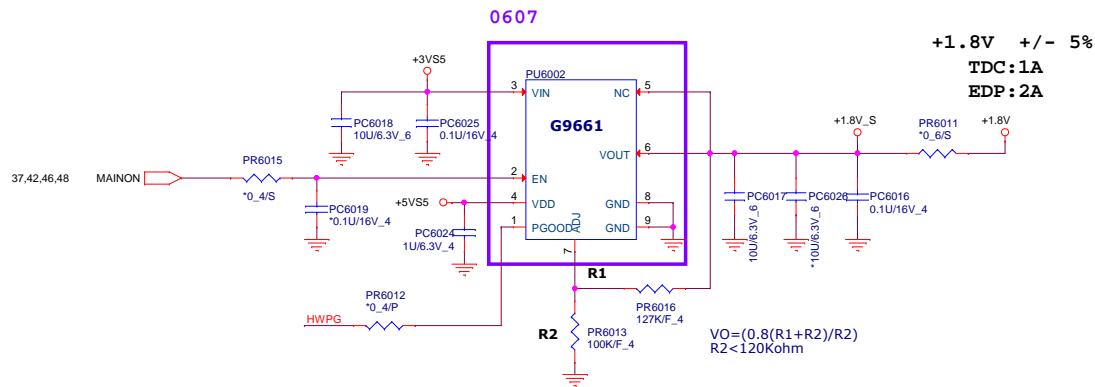 0607
+1.8V +/- 5%
TDC:1A
EDP:2A
+3VS5
PU6002
3
VIN
NC
5
PC6018
10U/6.3V_6
PC6025
0.1U/16V_4
G9661
+1.8V_S
PR6011
*0_6/S
+1.8V
VOUT
6
37,42,46,48
MAINON
PR6015
*0_4/S
2
EN
PC6019
*0.1U/16V_4
+5VS5
4
VDD
GND
8
PC6017
10U/6.3V_6
PC6026
*10U/6.3V_6
PC6016
0.1U/16V_4
PC6024
1U/6.3V_4
1
PGOOD
ADJ
GND
9
7
R1
PR6012
*0_4/P
HWPG
PR6016
127K/F_4
R2
PR6013
100K/F_4
VO=(0.8(R1+R2)/R2)
R2<120Kohm